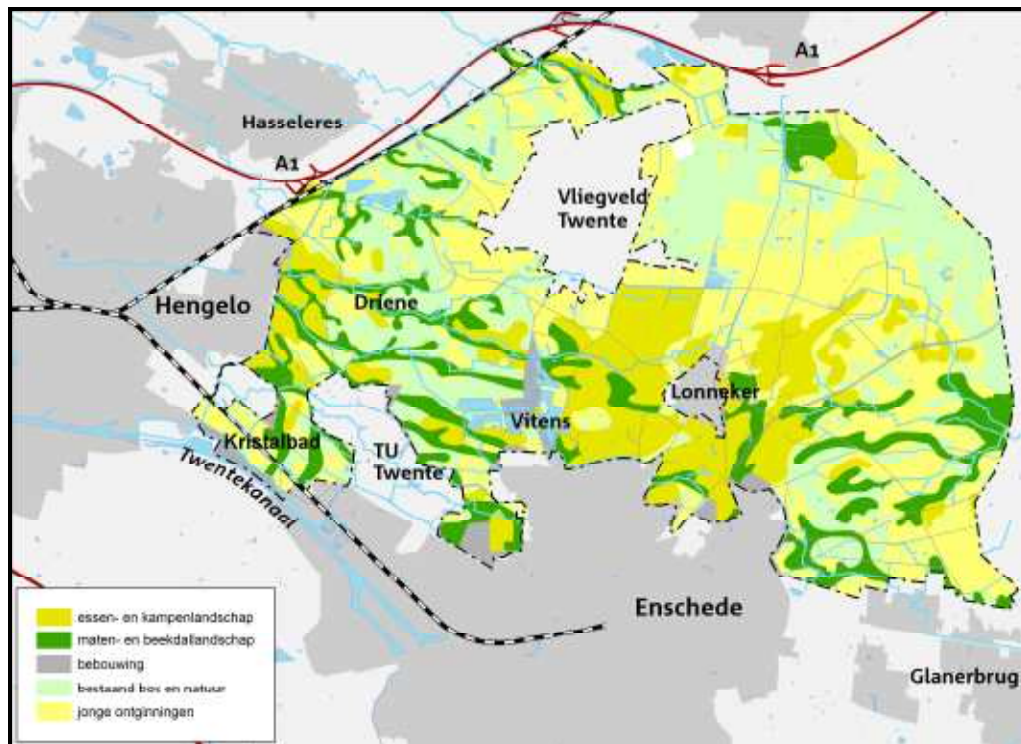 A1
Hasseleres
A1
Vliegveld
Twente
Hengelo
Driene
Lonneker
Vitens
Kristalbad
TU
Twente
Twentekanaal
Enschede
Glanerbrug
essen- en kampenlandschap
maten- en beekdallandschap
bebouwing
bestaand bos en natuur
jonge ontginningen